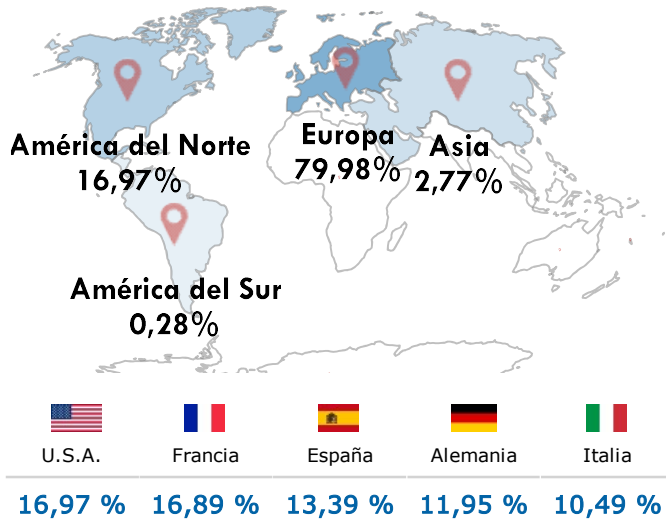 América del Norte
16,97%
Europa
79,98%
Asia
2,77%
América del Sur
0,28%
U.S.A. Francia España Alemania Italia
16,97 % 16,89 % 13,39 % 11,95 % 10,49 %